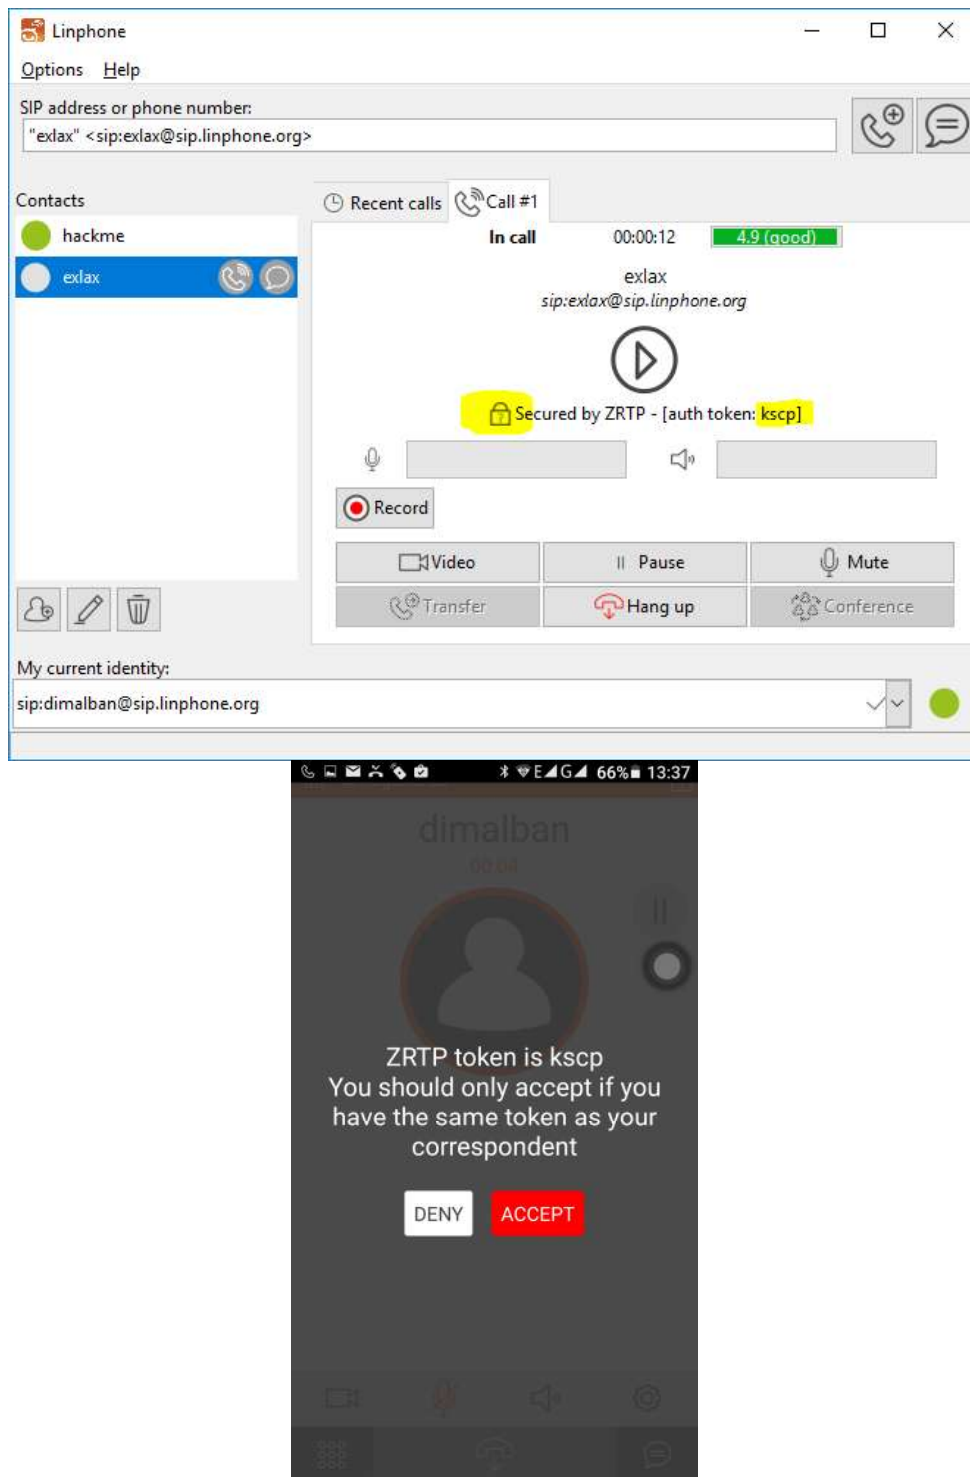 Linphone
Options Help
SIP address or phone number:
"exlax" <sip:exlax@sip.linphone.org>
Contacts
Recent calls Call #1
hackme
In call 00:00:12 4.9 (good)
exlax
exlax
sip:exlax@sip.linphone.org
Secured by ZRTP - [auth token: kscp]
Record
Video Pause Mute
Transfer Hang up Conference
My current identity:
sip:dimalban@sip.linphone.org
E G 66% 13:37
dimalban
00:04
ZRTP token is kscp
You should only accept if you
have the same token as your
correspondent
DENY ACCEPT